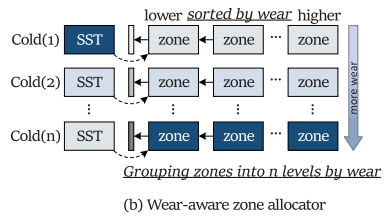 lower sorted by wear higher
Cold(1) SST zone zone ... zone
Cold(2) SST zone zone ... zone
Cold(n) SST zone zone ... zone
more wear
Grouping zones into n levels by wear
(b) Wear-aware zone allocator